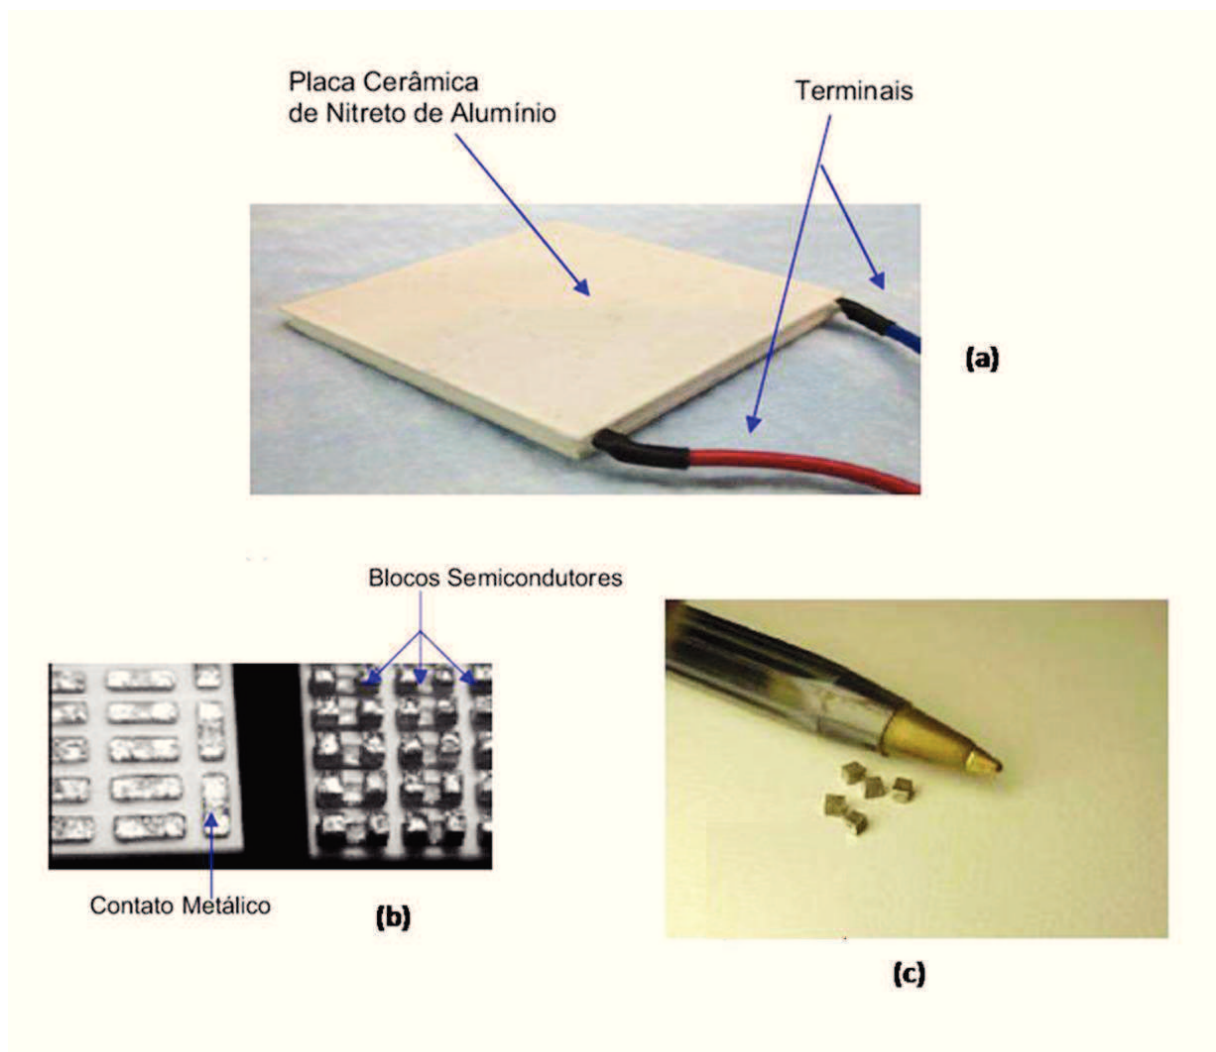 Placa Cerâmica
de Nitreto de Alumínio
Terminais
(a)
Blocos Semicondutores
Contato Metálico
(b)
(c)